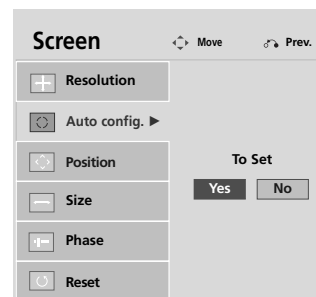 Screen Move Prev.
Resolution
Auto config. ►
Position
Size
Phase
Reset
To Set
Yes No